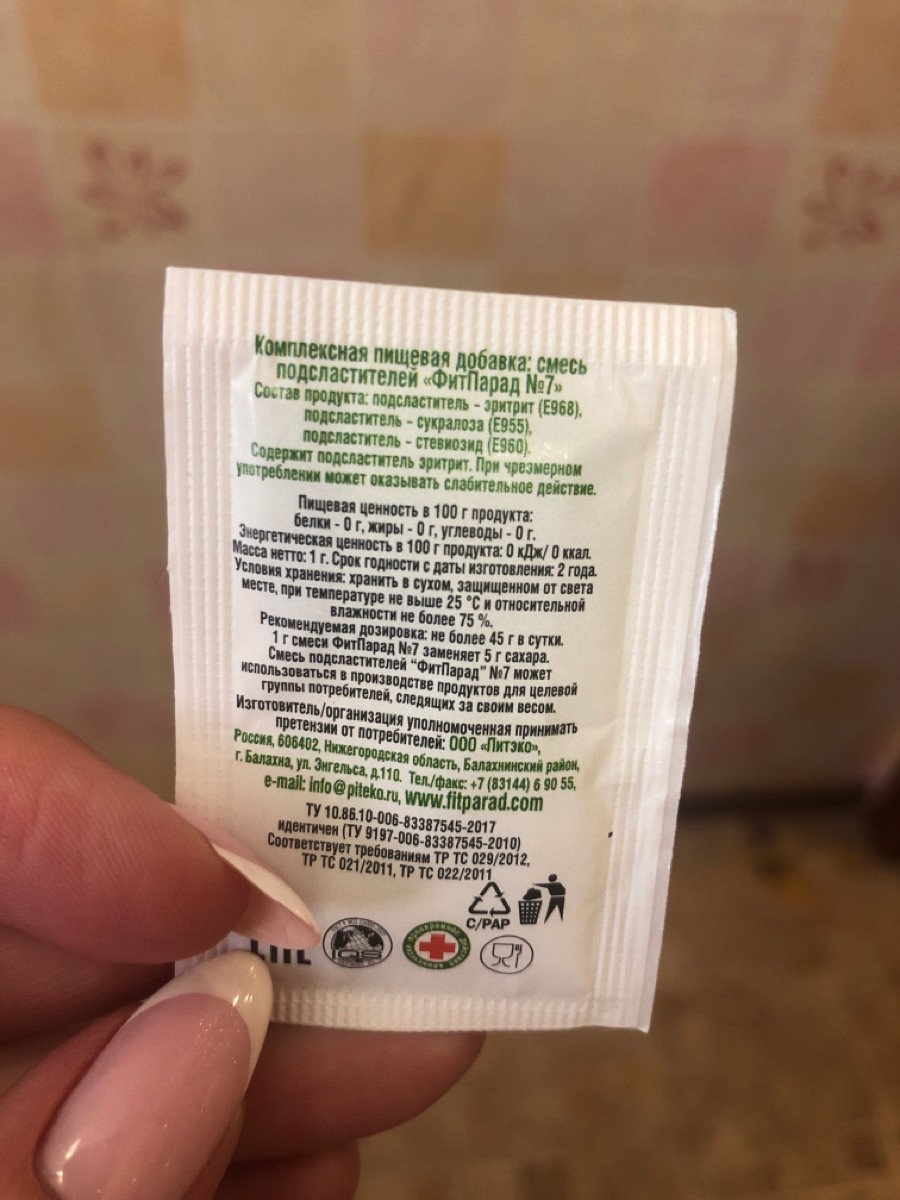 Комплексная пищевая добавка: смесь
подсластителей «ФитПарад №7»
Состав продукта: подсластитель - эритрит (Е968),
подсластитель - сукралоза (Е955),
подсластитель - стевиозид (Е960).
Содержит подсластитель эритрит. При чрезмерном
употреблении может оказывать слабительное действие.
Пищевая ценность в 100 г продукта:
белки - 0 г, жиры - 0 г, углеводы - 0 г.
Энергетическая ценность в 100 г продукта: 0 кДж/ 0 ккал.
Масса нетто: 1 г. Срок годности с даты изготовления: 2 года.
Условия хранения: хранить в сухом, защищенном от света
месте, при температуре не выше 25 °С и относительной
влажности не более 75 %.
Рекомендуемая дозировка: не более 45 г в сутки.
1 г смеси ФитПарад №7 заменяет 5 г сахара.
Смесь подсластителей "ФитПарад" №7 может
использоваться в производстве продуктов для целевой
группы потребителей, следящих за своим весом.
Изготовитель/организация уполномоченная принимать
претензии от потребителей: ООО «Питэко»,
Россия, 606402, Нижегородская область, Балахнинский район,
г. Балахна, ул. Энгельса, д.110. Тел./факс: +7 (83144) 6 90 55,
e-mail: info@piteko.ru, www.fitparad.com
ТУ 10.86.10-006-83387545-2017
идентичен (ТУ 9197-006-83387545-2010)
Соответствует требованиям ТР ТС 029/2012,
ТР ТС 021/2011, ТР ТС 022/2011
C/PAP